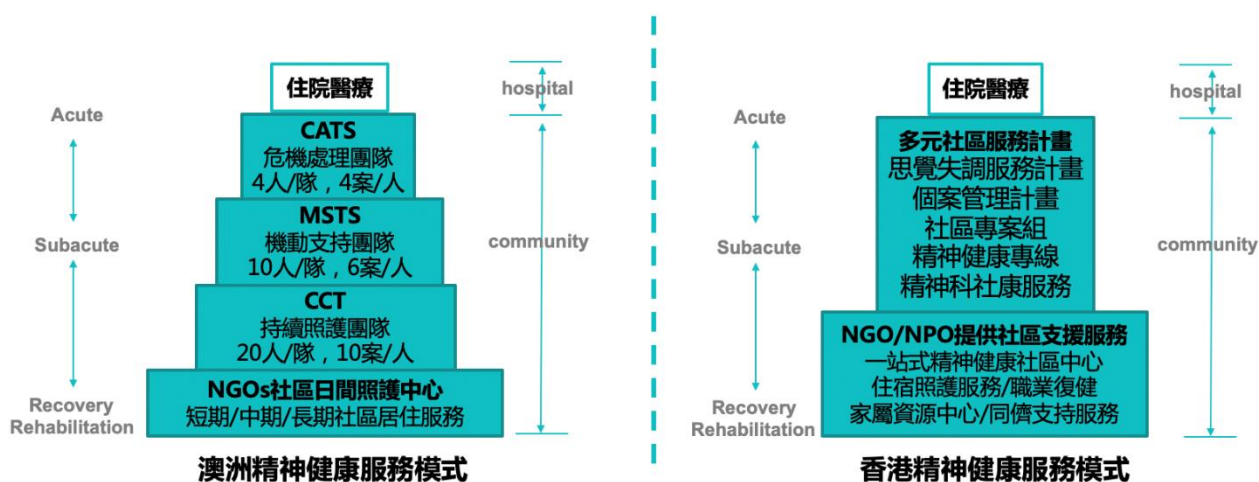 住院醫療
CATS
危機處理團隊
4人/隊，4案/人
MSTS
機動支持團隊
10人/隊，6案/人
CCT
持續照護團隊
20人/隊，10案/人
NGOs社區日間照護中心
短期/中期/長期社區居住服務
Acute
Subacute
Recovery
Rehabilitation
hospital
community
澳洲精神健康服務模式
住院醫療
多元社區服務計畫
思覺失調服務計畫
個案管理計畫
社區專案組
精神健康專線
精神科社康服務
NGO/NPO提供社區支援服務
一站式精神健康社區中心
住宿照護服務/職業復健
家屬資源中心/同儕支持服務
Acute
Subacute
Recovery
Rehabilitation
hospital
community
香港精神健康服務模式